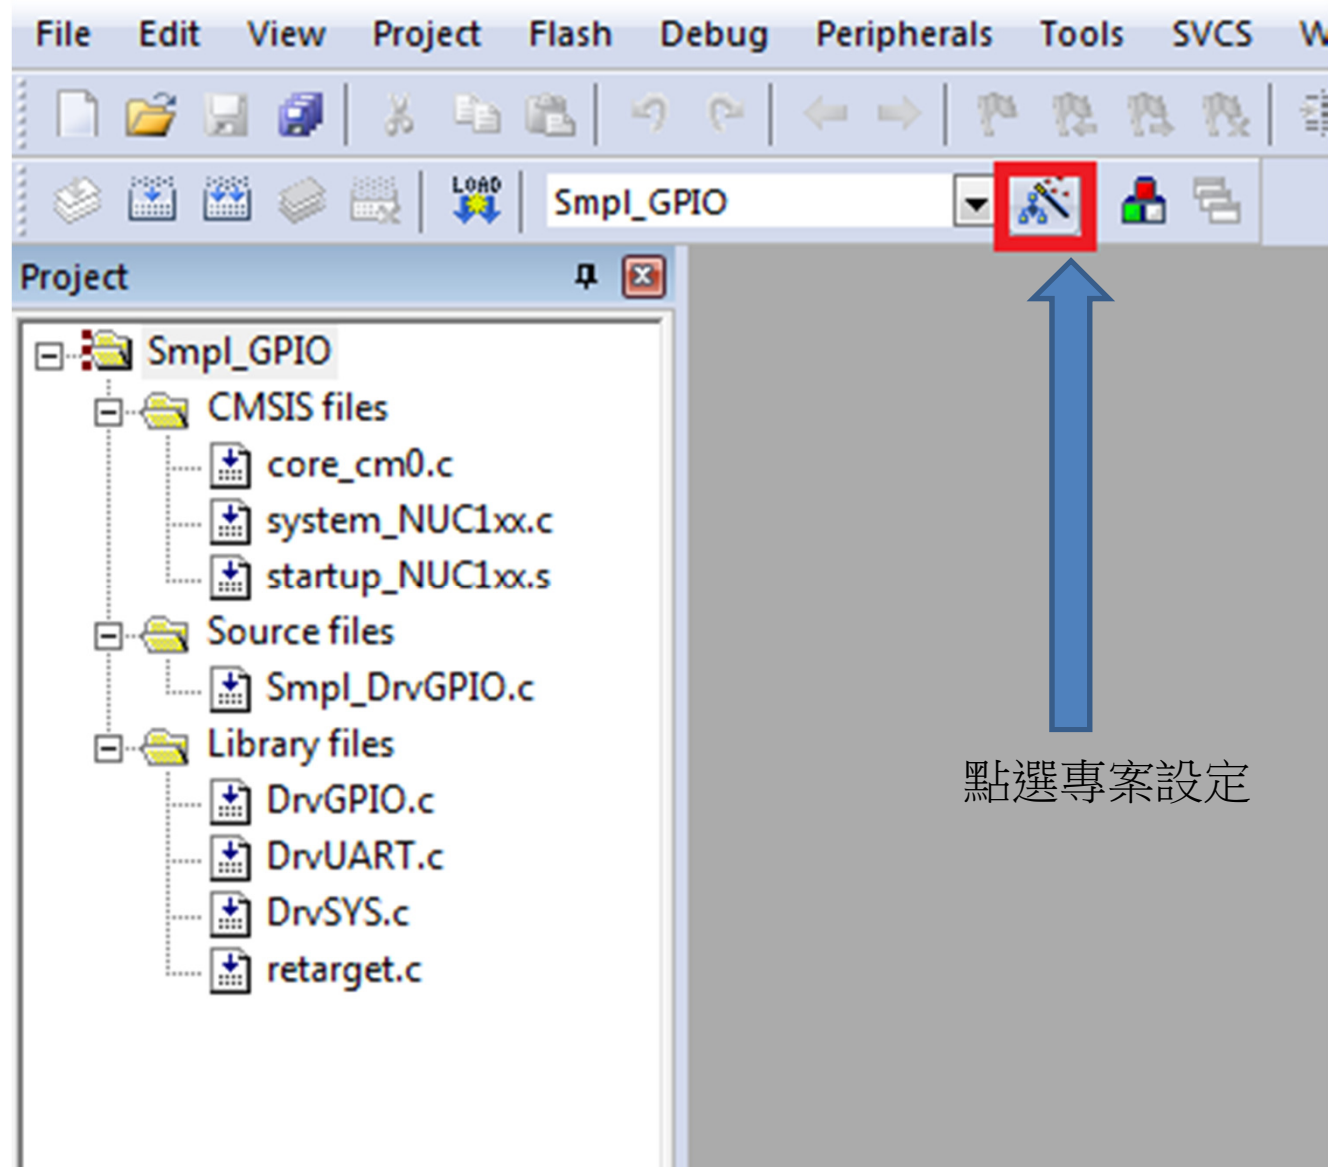 File Edit View Project Flash Debug Peripherals Tools SVCS
LOAD
Smpl_GPIO
Project
Smpl_GPIO
CMSIS files
core_cm0.c
system_NUC1xx.c
startup_NUC1xx.s
Source files
Smpl_DrvGPIO.c
Library files
DrvGPIO.c
DrvUART.c
DrvSYS.c
retarget.c
點選專案設定